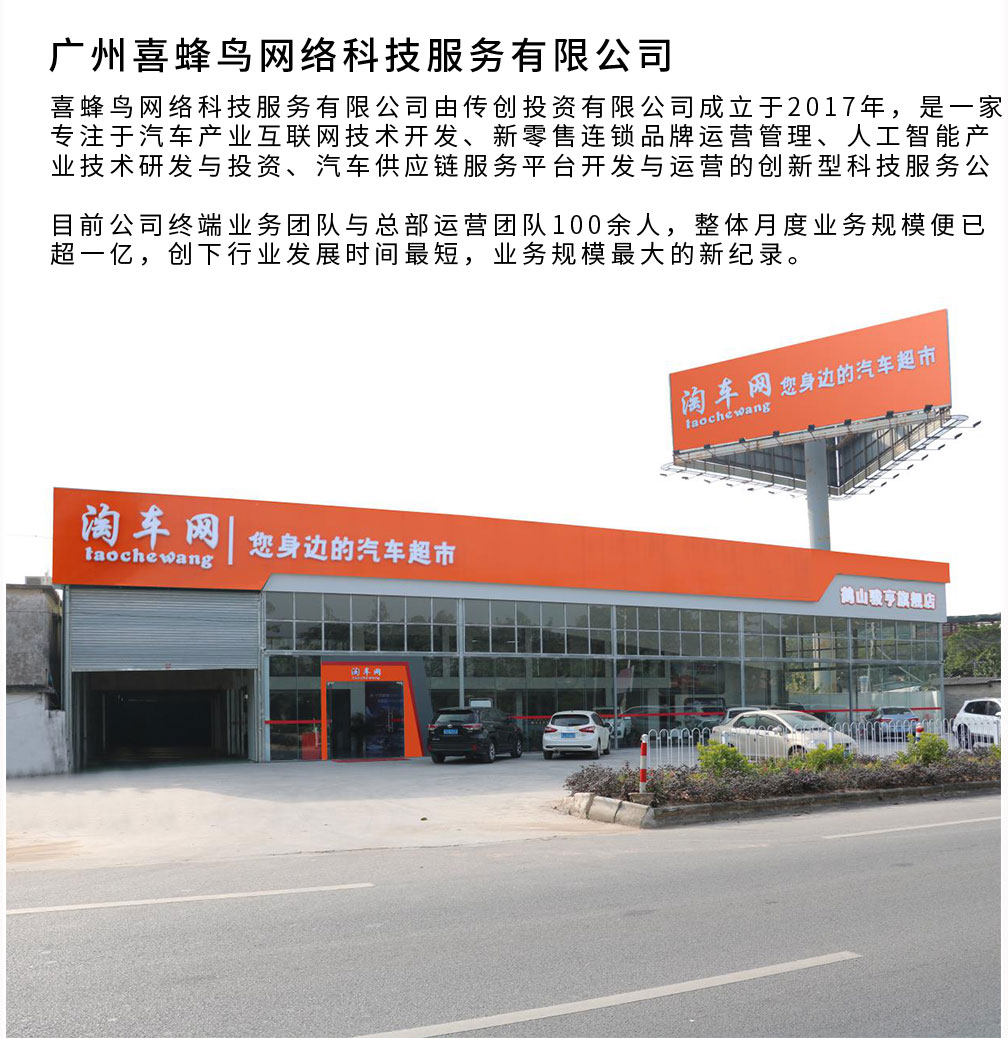 广州喜蜂鸟网络科技服务有限公司
喜蜂鸟网络科技服务有限公司由传创投资有限公司成立于2017年，是一家
专注于汽车产业互联网技术开发、新零售连锁品牌运营管理、人工智能产
业技术研发与投资、汽车供应链服务平台开发与运营的创新型科技服务公
目前公司终端业务团队与总部运营团队100余人，整体月度业务规模便已
超一亿，创下行业发展时间最短，业务规模最大的新纪录。
淘车网 您身边的汽车超市
taochewang
淘车网 您身边的汽车超市
taochewang
鹤山骏亨旗舰店
淘车网
taochewang